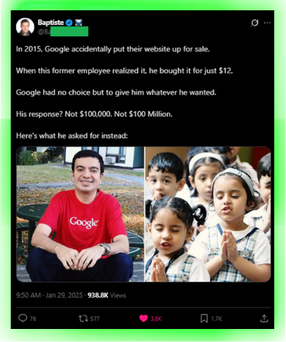 Baptiste
@B
In 2015, Google accidentally put their website up for sale.
When this former employee realized it, he bought it for just $12.
Google had no choice but to give him whatever he wanted.
His response? Not $100,000. Not $100 Million.
Here's what he asked for instead:
Google
9:50 AM · Jan 29, 2025 · 938.8K Views
76 577 3.8K 1.7K